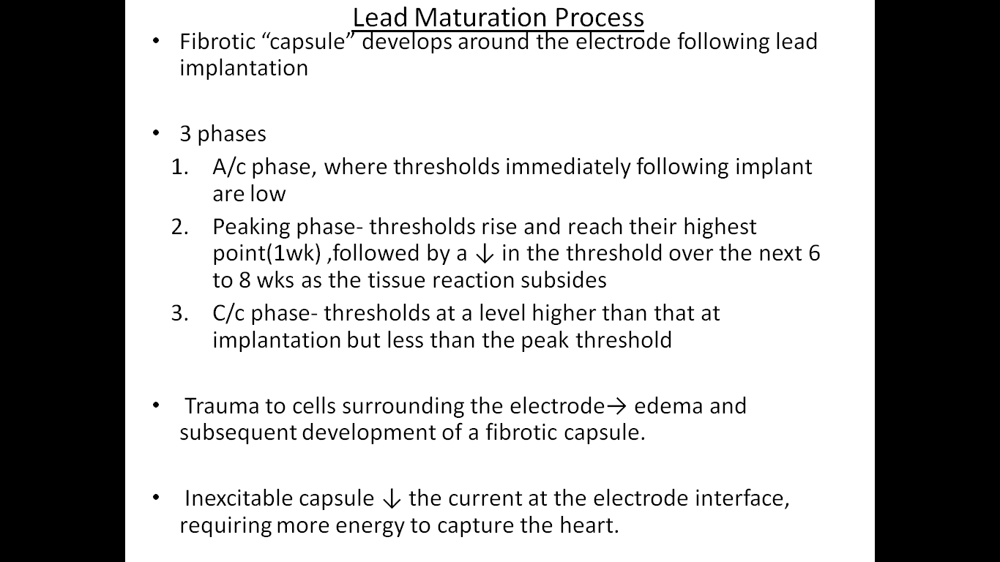 Lead Maturation Process
• Fibrotic “capsule” develops around the electrode following lead
implantation
• 3 phases
1. A/c phase, where thresholds immediately following implant
are low
2. Peaking phase- thresholds rise and reach their highest
point(1wk) ,followed by a ↓ in the threshold over the next 6
to 8 wks as the tissue reaction subsides
3. C/c phase- thresholds at a level higher than that at
implantation but less than the peak threshold
• Trauma to cells surrounding the electrode→ edema and
subsequent development of a fibrotic capsule.
• Inexcitable capsule ↓ the current at the electrode interface,
requiring more energy to capture the heart.